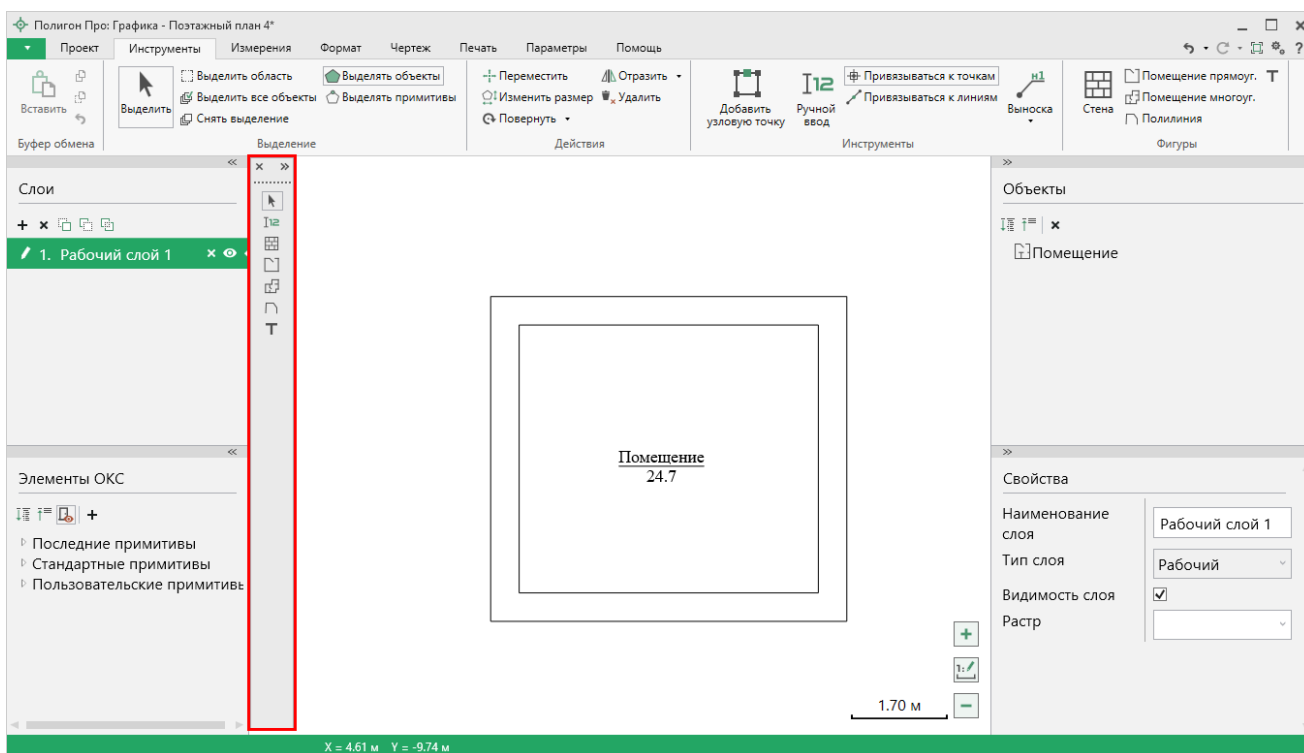 Полигон Про: Графика - Поэтажный план 4*
Проект Инструменты Измерения Формат Чертеж Печать Параметры Помощь ?
Вставить
Буфер обмена
Выделить
Выделить область
Выделить все объекты
Снять выделение
Выделять объекты
Выделять примитивы
Выделение
Переместить
Изменить размер
Повернуть
Отразить
Удалить
Действия
Добавить
узловую точку
Ручной
ввод
Привязываться к точкам
Привязываться к линиям
н1
Выноска
Инструменты
Стена
Помещение прямоуг.
Помещение многоуг.
Полилиния
T
Фигуры
Слои
1. Рабочий слой 1
Элементы ОКС
Последние примитивы
Стандартные примитивы
Пользовательские примитивы
I12
T
Помещение
24.7
1.70 м
Объекты
Помещение
Свойства
Наименование
слоя
Рабочий слой 1
Тип слоя
Рабочий
Видимость слоя
Растр
X = 4.61 м Y = -9.74 м